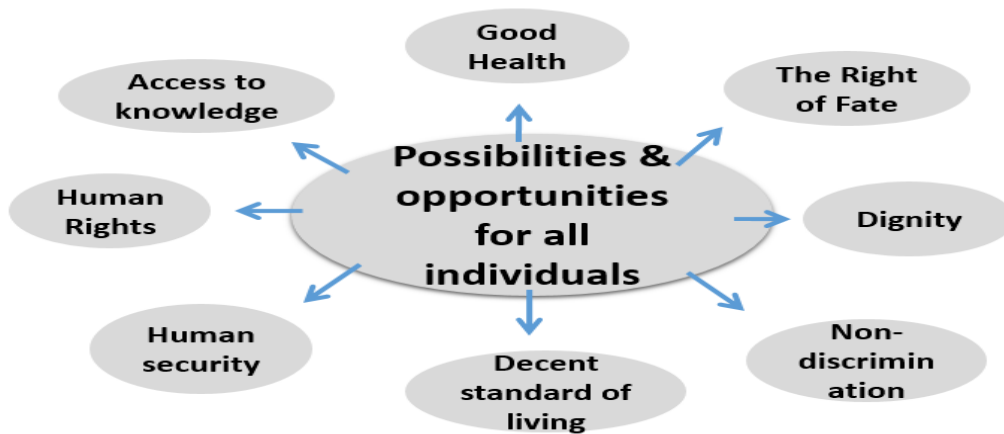 Good
Health
Access to
knowledge
The Right
of Fate
Possibilities &
opportunities
for all
individuals
Human
Rights
Dignity
Human
security
Decent
standard of
living
Non-
discrimin
ation